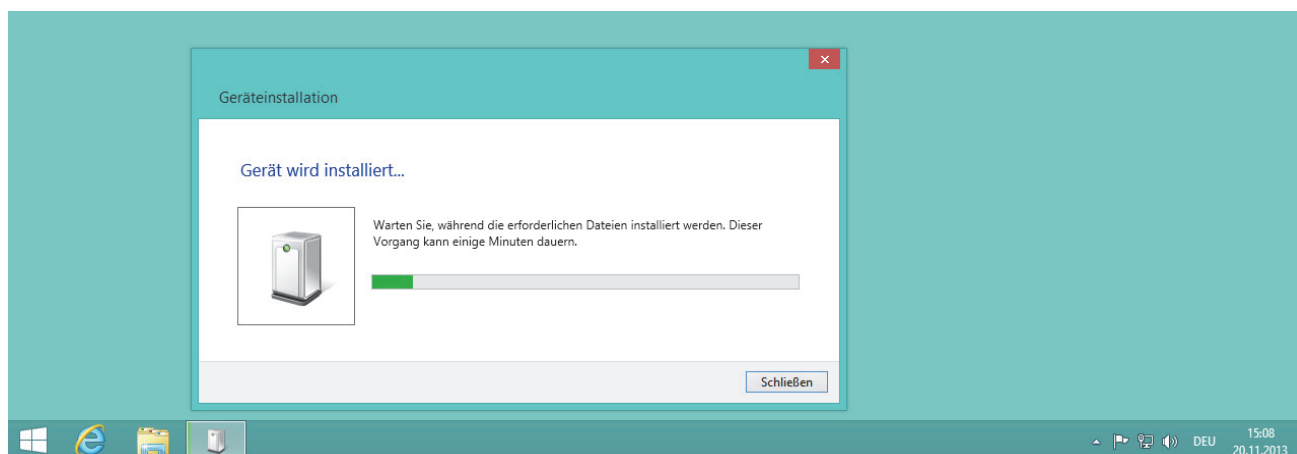 Geräteinstallation
Gerät wird installiert...
Warten Sie, während die erforderlichen Dateien installiert werden. Dieser
Vorgang kann einige Minuten dauern.
Schließen
DEU
15:08
20.11.2013